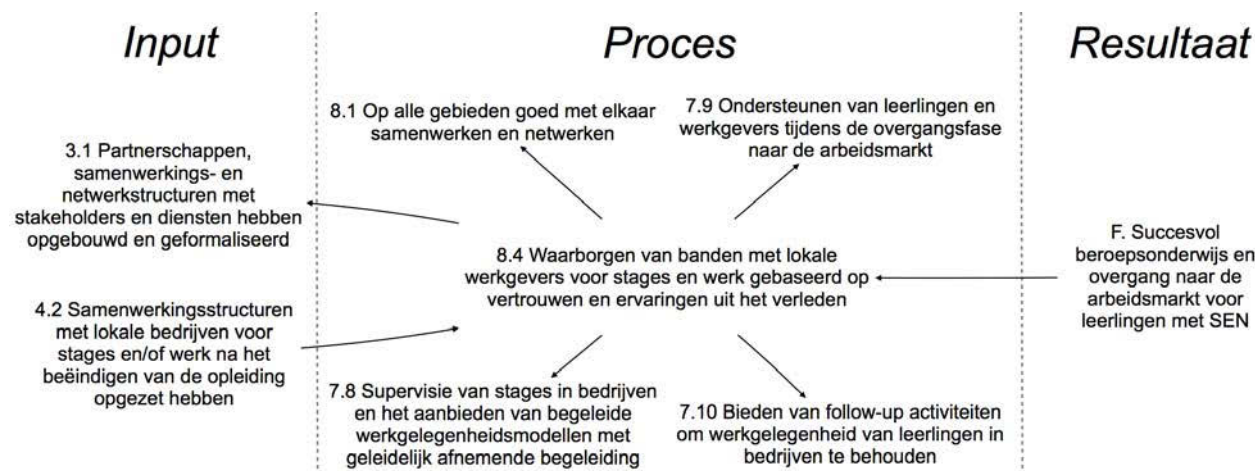 Input
Proces
Resultaat
3.1 Partnerschappen,
samenwerkings- en
netwerkstructuren met
stakeholders en diensten hebben
opgebouwd en geformaliseerd
4.2 Samenwerkingsstructuren
met lokale bedrijven voor
stages en/of werk na het
beëindigen van de opleiding
opgezet hebben
8.1 Op alle gebieden goed met elkaar
samenwerken en netwerken
7.9 Ondersteunen van leerlingen en
werkgevers tijdens de overgangsfase
naar de arbeidsmarkt
8.4 Waarborgen van banden met lokale
werkgevers voor stages en werk gebaseerd op
vertrouwen en ervaringen uit het verleden
7.8 Supervisie van stages in bedrijven
en het aanbieden van begeleide
werkgelegenheidsmodellen met
geleidelijk afnemende begeleiding
7.10 Bieden van follow-up activiteiten
om werkgelegenheid van leerlingen in
bedrijven te behouden
F. Succesvol
beroepsonderwijs en
overgang naar de
arbeidsmarkt voor
leerlingen met SEN